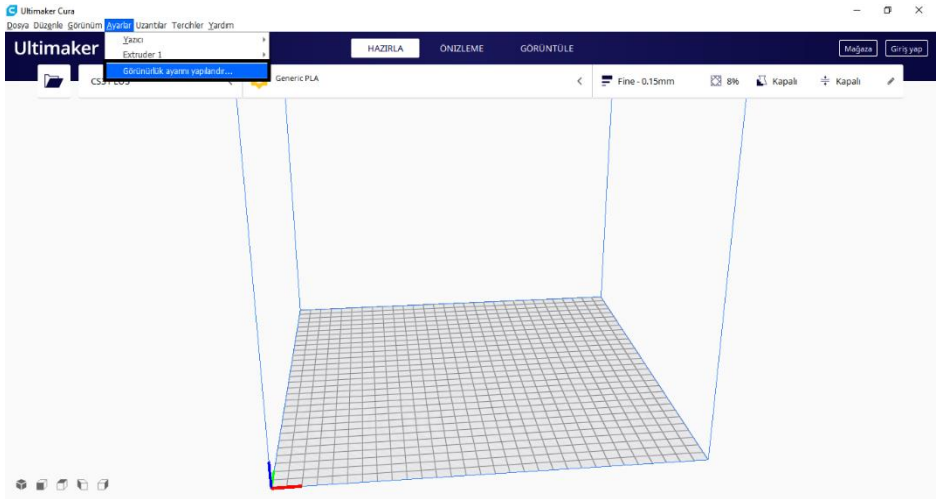 Ultimaker Cura
Dosya Düzenle Görünüm Ayarlar Uzantılar Tercihler Yardım
Yazıcı
Extruder 1
Görünürlük ayarını yapılandır...
Ultimaker
HAZIRLA ÖNİZLEME GÖRÜNTÜLE
Mağaza Giriş yap
Generic PLA
Fine - 0.15mm 8% Kapalı Kapalı